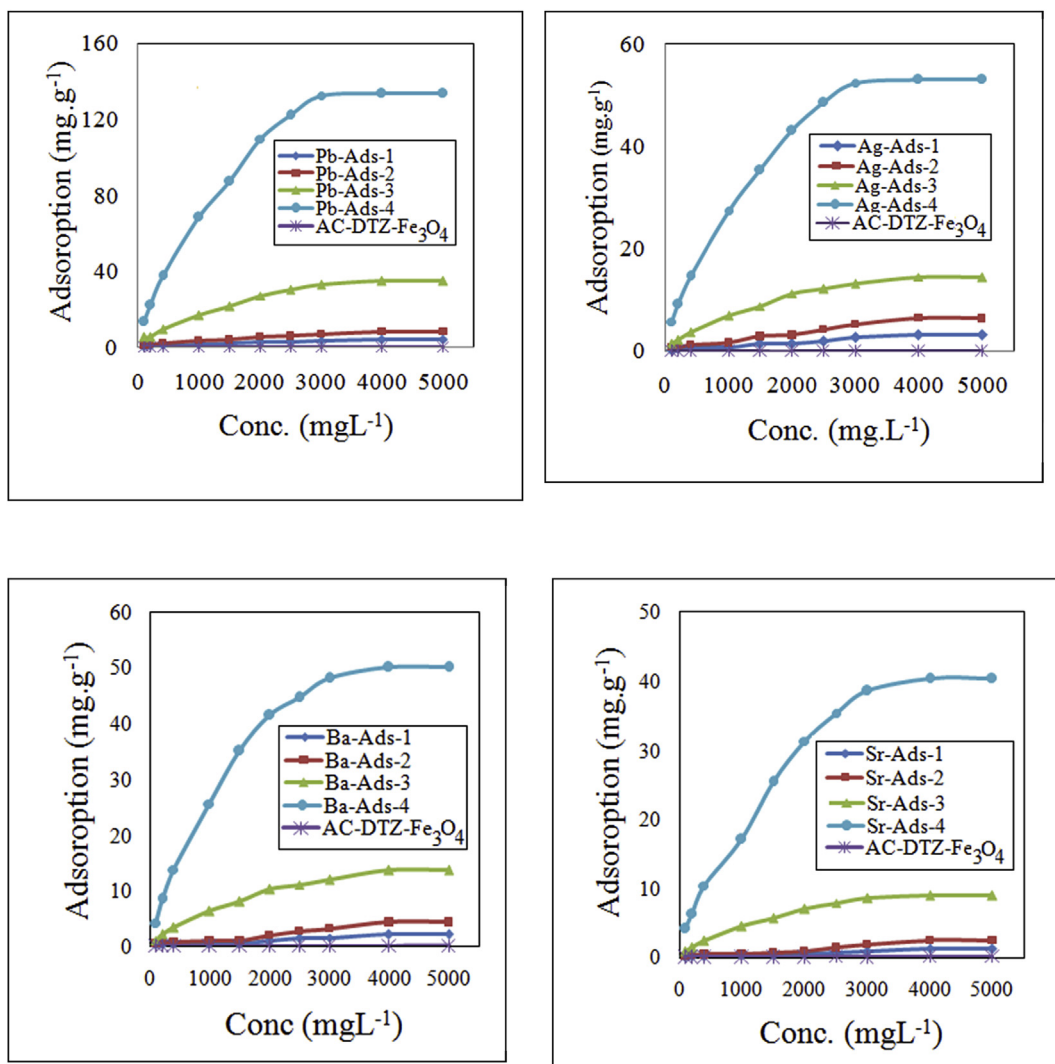 160
120
80
40
0
Adsoroption (mg.g⁻¹)
Pb-Ads-1
Pb-Ads-2
Pb-Ads-3
Pb-Ads-4
AC-DTZ-Fe₃O₄
0 1000 2000 3000 4000 5000
Conc. (mgL⁻¹)
60
40
20
0
Adsoroption (mg.g⁻¹)
Ag-Ads-1
Ag-Ads-2
Ag-Ads-3
Ag-Ads-4
AC-DTZ-Fe₃O₄
0 1000 2000 3000 4000 5000
Conc. (mg.L⁻¹)
60
50
40
30
20
10
0
Adsoroption (mg.g⁻¹)
Ba-Ads-1
Ba-Ads-2
Ba-Ads-3
Ba-Ads-4
AC-DTZ-Fe₃O₄
0 1000 2000 3000 4000 5000
Conc (mgL⁻¹)
50
40
30
20
10
0
Adsoroption (mg.g⁻¹)
Sr-Ads-1
Sr-Ads-2
Sr-Ads-3
Sr-Ads-4
AC-DTZ-Fe₃O₄
0 1000 2000 3000 4000 5000
Conc. (mgL⁻¹)